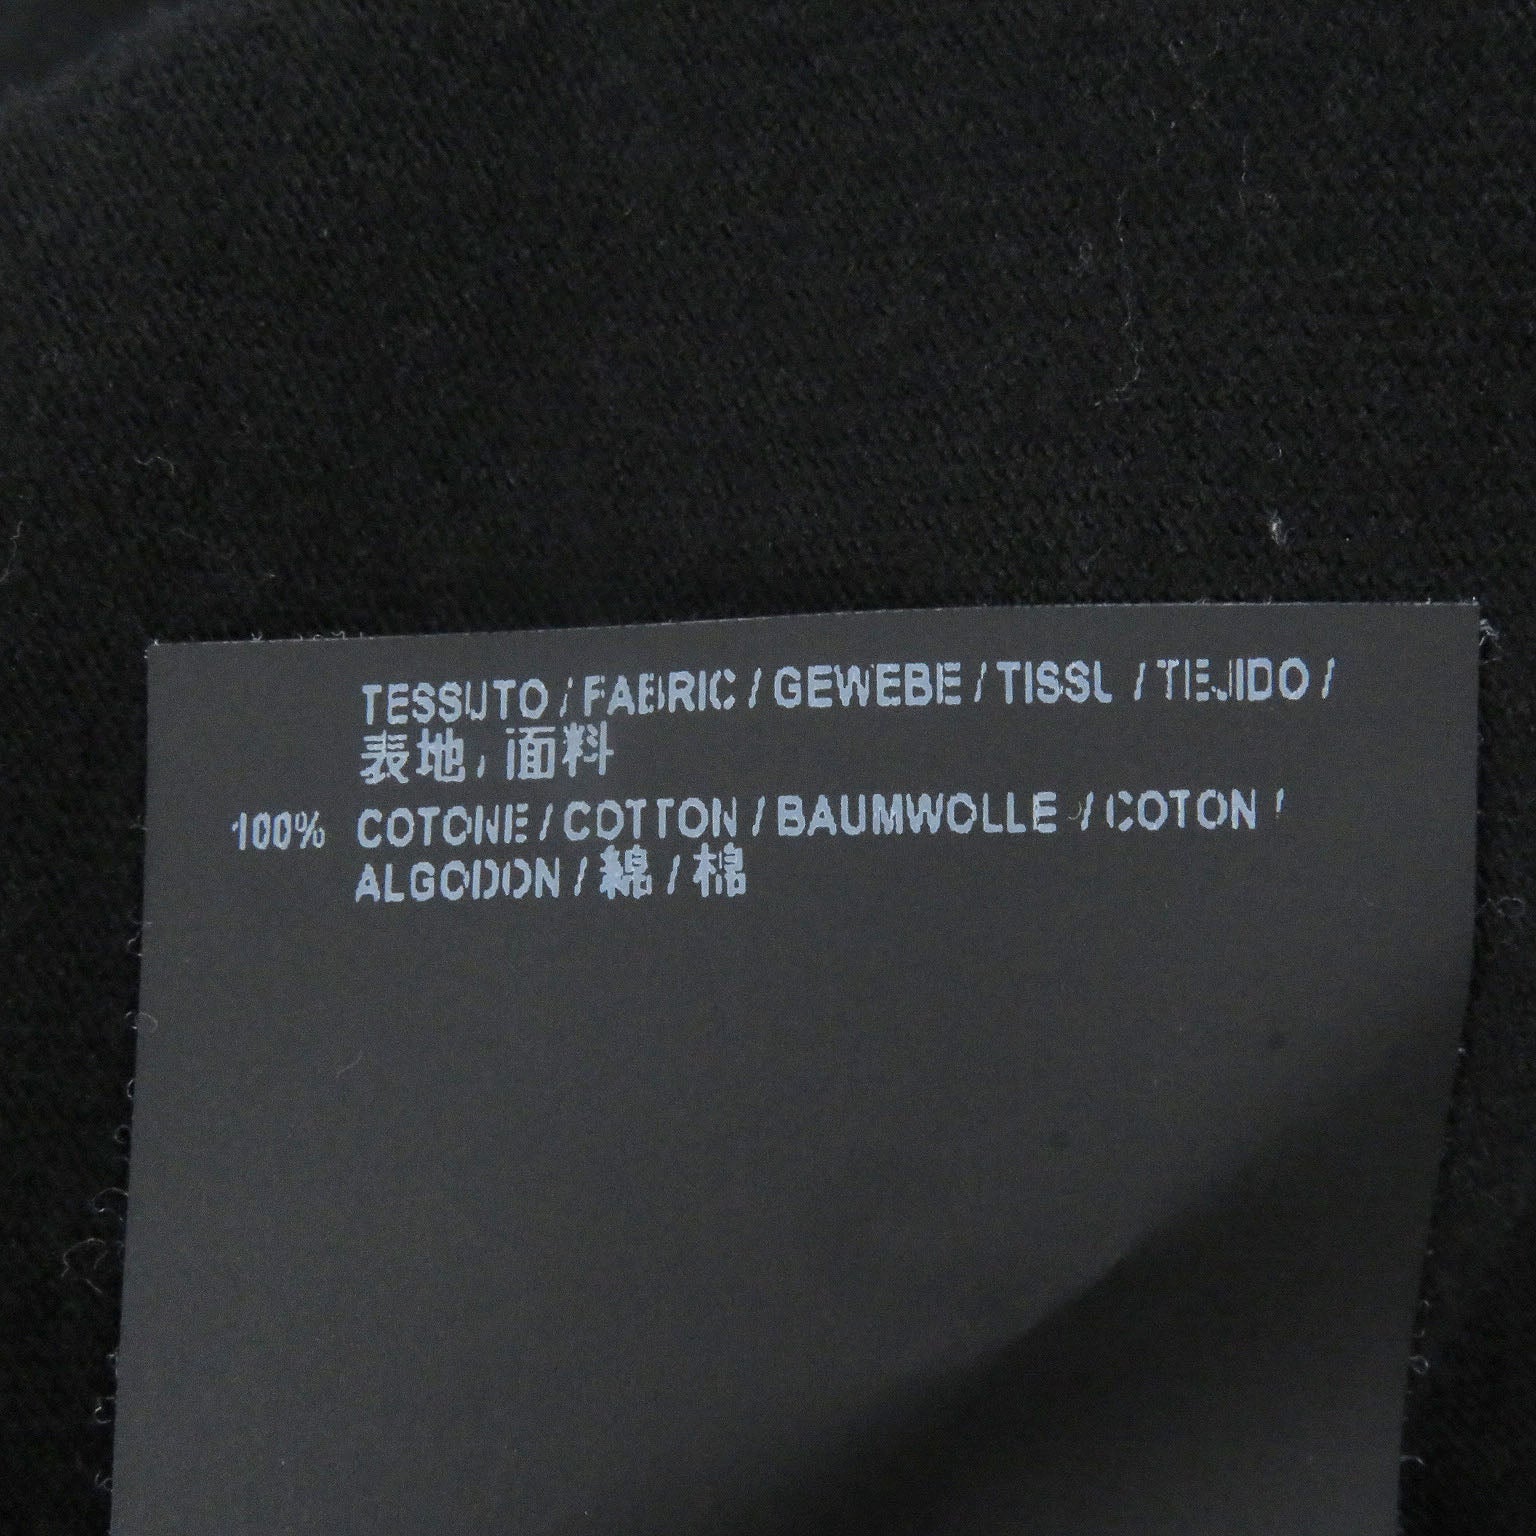 TESSUTO / FABRIC / GEWEBE / TISSU / TEJIDO /
表地 / 面料
100% COTONE / COTTON / BAUMWOLLE / COTON /
ALGODON / 綿 / 棉